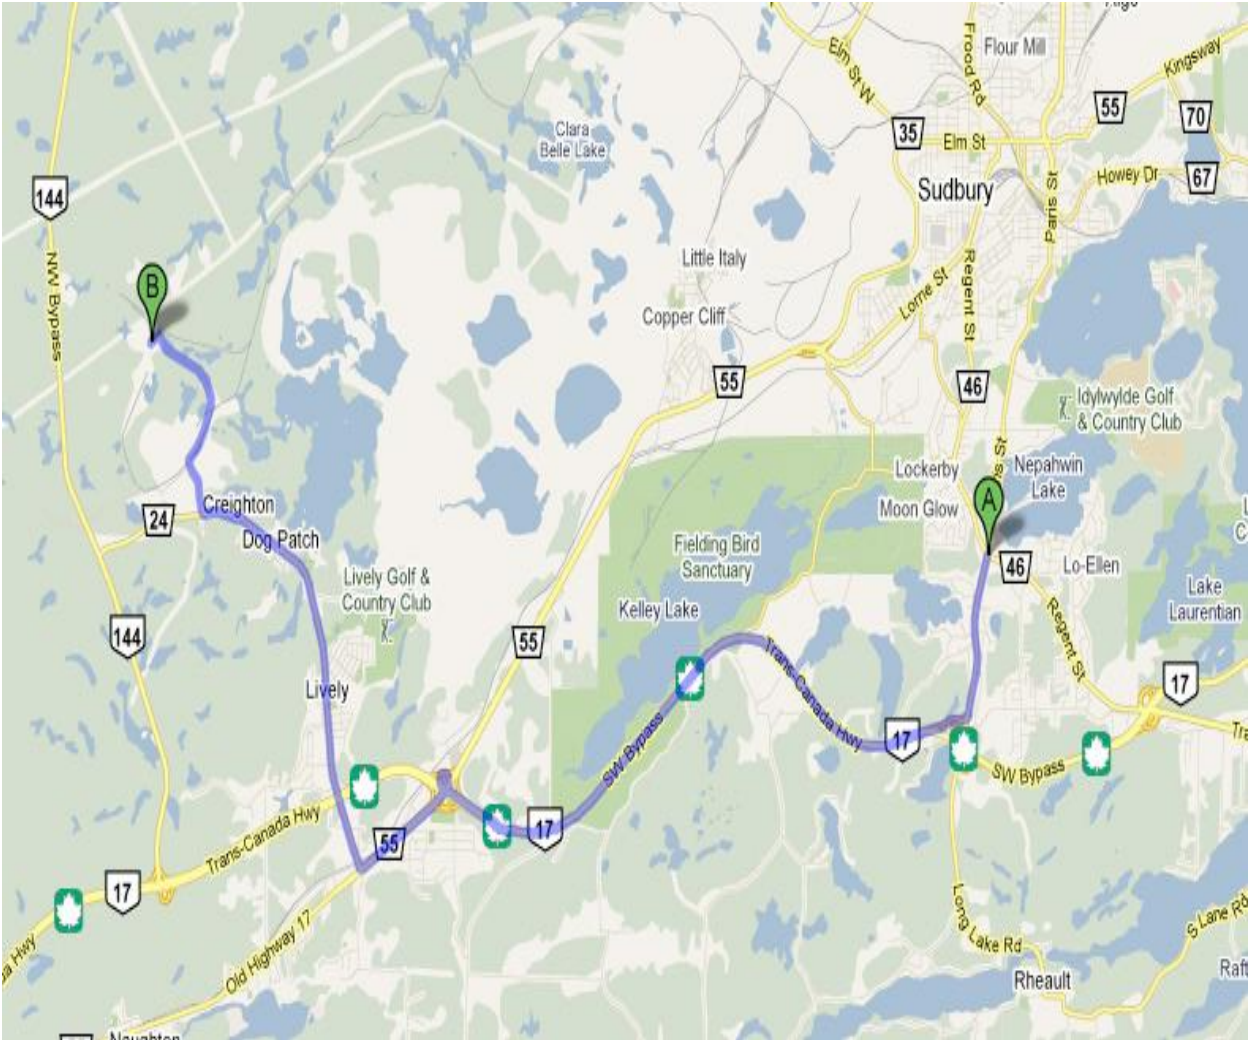 Flour Mill
Kingsway
Elm St W
Frood Rd
55
70
35
Elm St
Clara
Belle Lake
Howey Dr
67
Sudbury
144
Paris St
NW Bypass
Little Italy
Regent St
B
Lorne St
Copper Cliff
55
46
Idylwylde Golf
& Country Club
Lockerby
Nepahwin
Lake
A
Moon Glow
Creighton
24
Dog Patch
Fielding Bird
Sanctuary
46
Lo-Ellen
Lively Golf &
Country Club
Lake
Laurentian
Kelley Lake
Regent St
144
55
Trans-Canada Hwy
Lively
17
17
SW Bypass
SW Bypass
Trans-Canada Hwy
17
55
17
Old Highway 17
Long Lake Rd
S Lane Rd
Rheault
Naughton